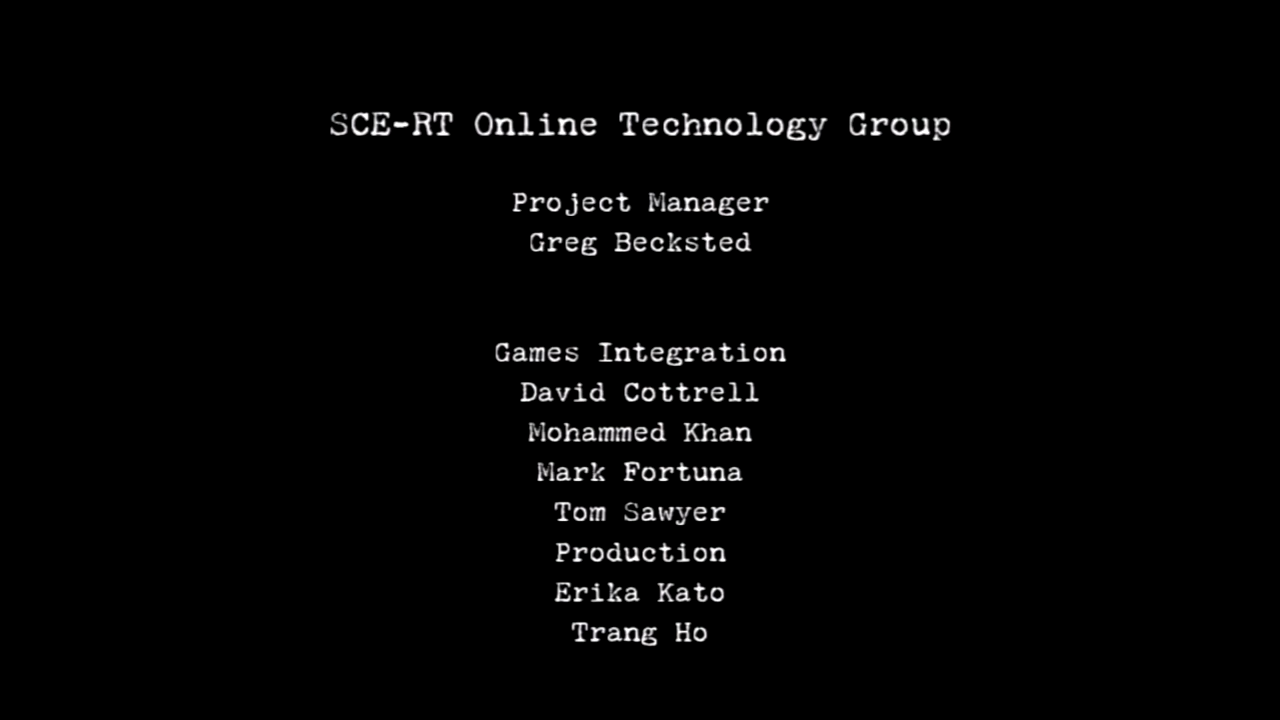 SCE-RT Online Technology Group
Project Manager
Greg Becksted
Games Integration
David Cottrell
Mohammed Khan
Mark Fortuna
Tom Sawyer
Production
Erika Kato
Trang Ho